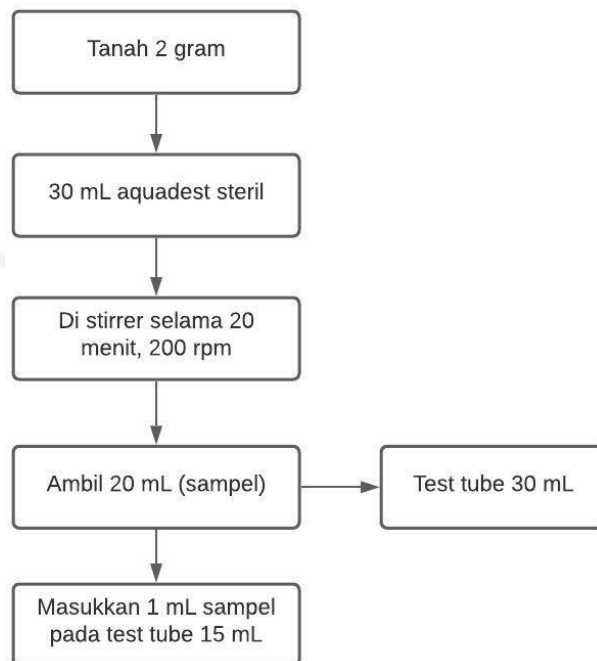 Tanah 2 gram
30 mL aquadest steril
Di stirrer selama 20
menit, 200 rpm
Ambil 20 mL (sampel)
Test tube 30 mL
Masukkan 1 mL sampel
pada test tube 15 mL